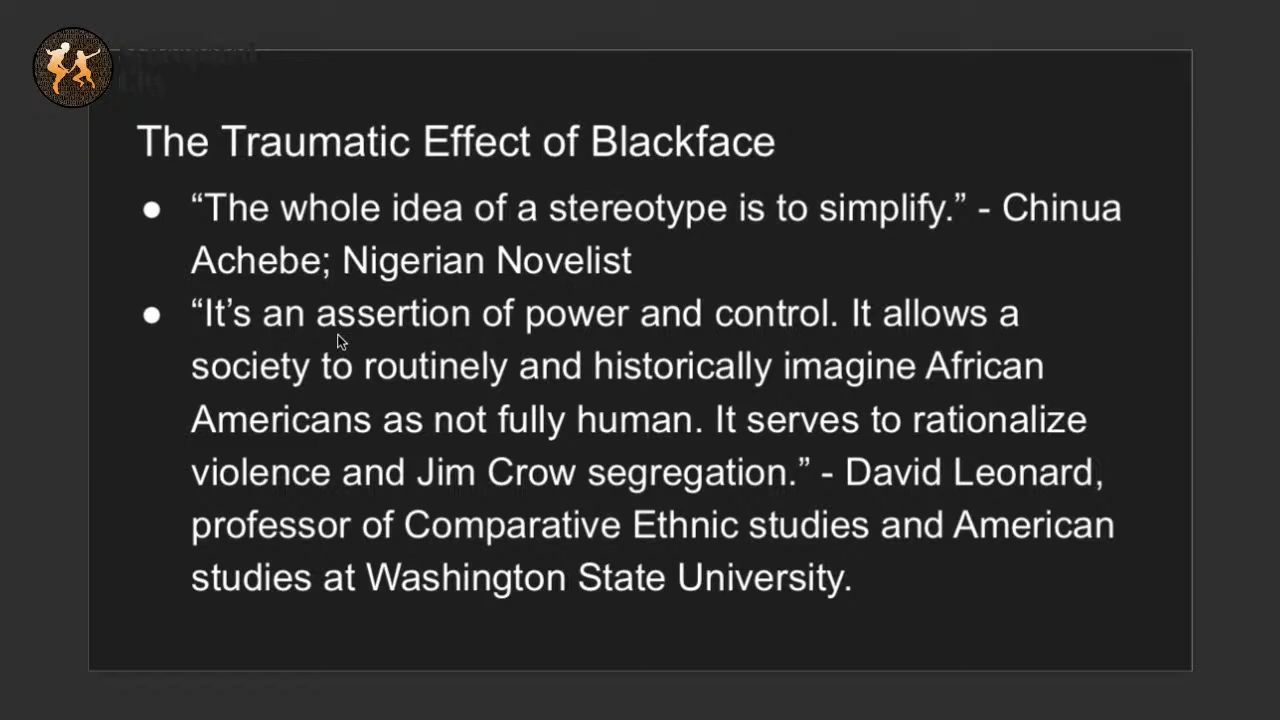 The Traumatic Effect of Blackface
● “The whole idea of a stereotype is to simplify.” - Chinua
Achebe; Nigerian Novelist
● “It’s an assertion of power and control. It allows a
society to routinely and historically imagine African
Americans as not fully human. It serves to rationalize
violence and Jim Crow segregation.” - David Leonard,
professor of Comparative Ethnic studies and American
studies at Washington State University.